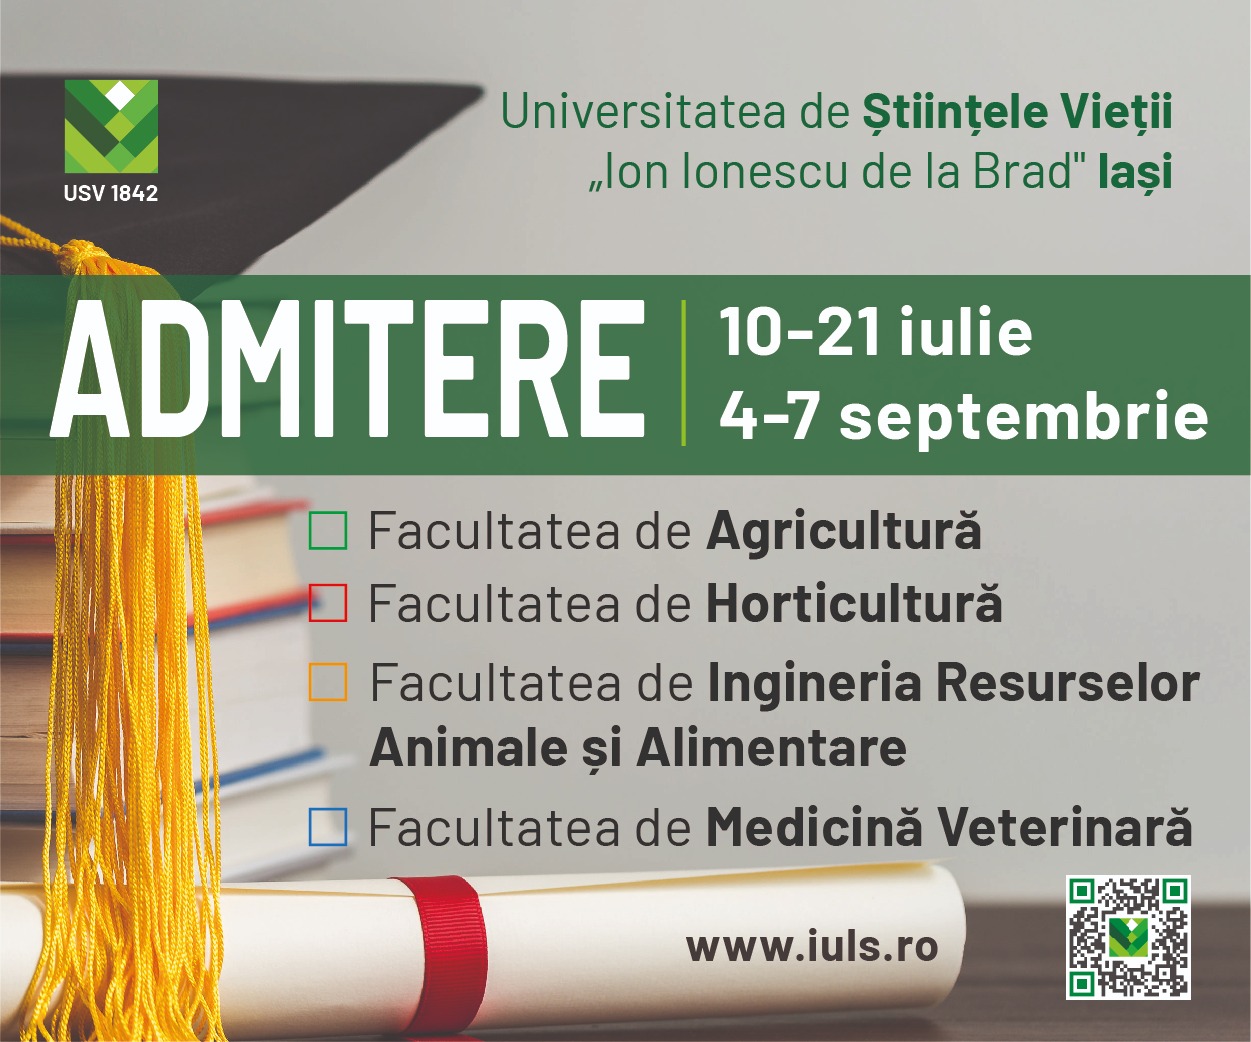 USV 1842
Universitatea de Științele Vieții
„Ion Ionescu de la Brad" Iași
ADMITERE
10-21 iulie
4-7 septembrie
Facultatea de Agricultură
Facultatea de Horticultură
Facultatea de Ingineria Resurselor
Animale și Alimentare
Facultatea de Medicină Veterinară
www.iuls.ro